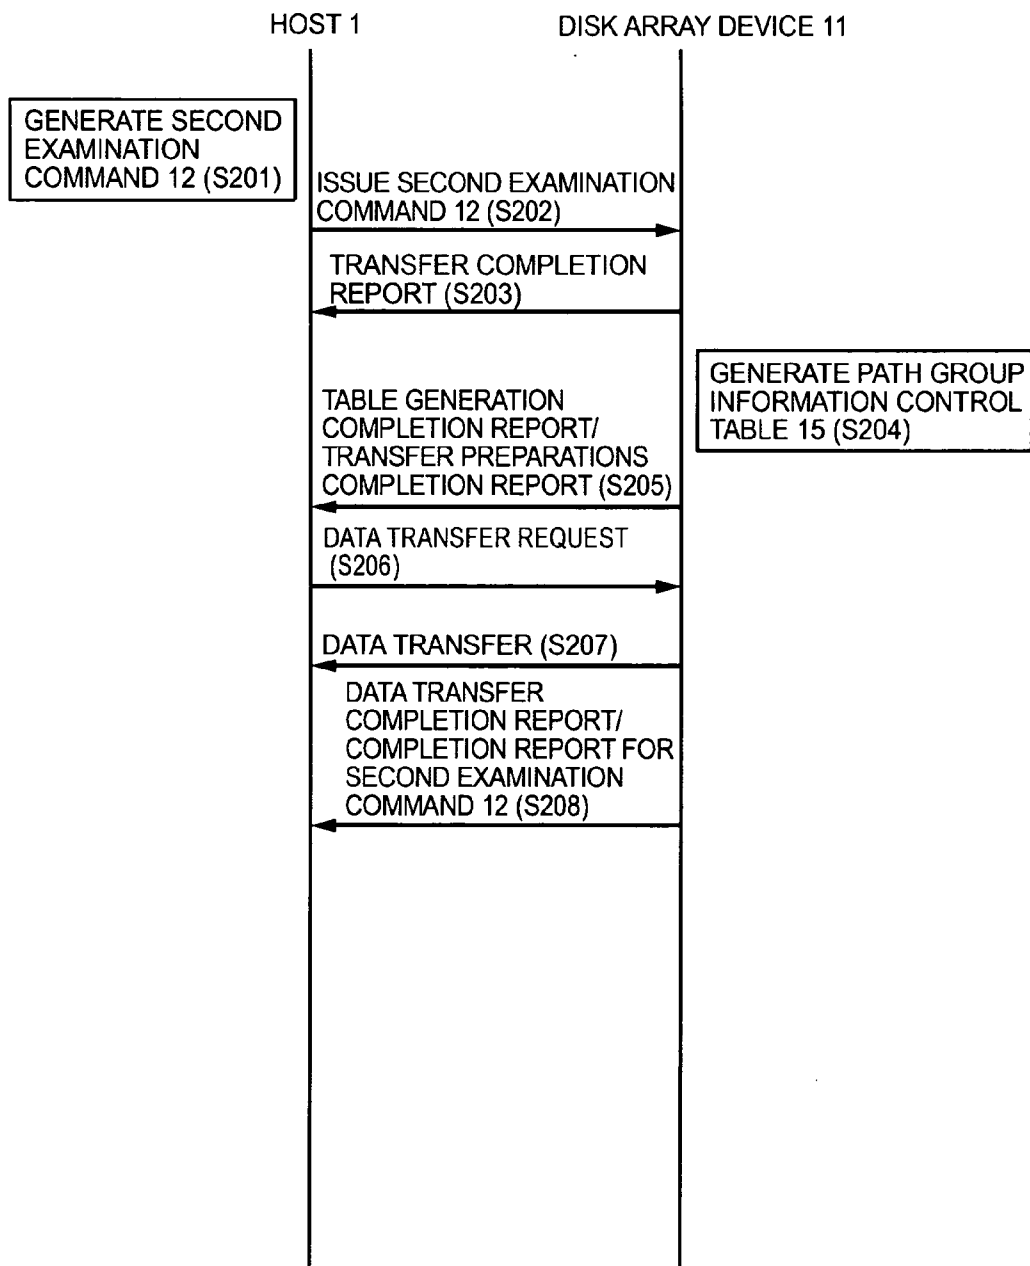 HOST 1
DISK ARRAY DEVICE 11
GENERATE SECOND
EXAMINATION
COMMAND 12 (S201)
ISSUE SECOND EXAMINATION
COMMAND 12 (S202)
TRANSFER COMPLETION
REPORT (S203)
GENERATE PATH GROUP
INFORMATION CONTROL
TABLE 15 (S204)
TABLE GENERATION
COMPLETION REPORT/
TRANSFER PREPARATIONS
COMPLETION REPORT (S205)
DATA TRANSFER REQUEST
(S206)
DATA TRANSFER (S207)
DATA TRANSFER
COMPLETION REPORT/
COMPLETION REPORT FOR
SECOND EXAMINATION
COMMAND 12 (S208)